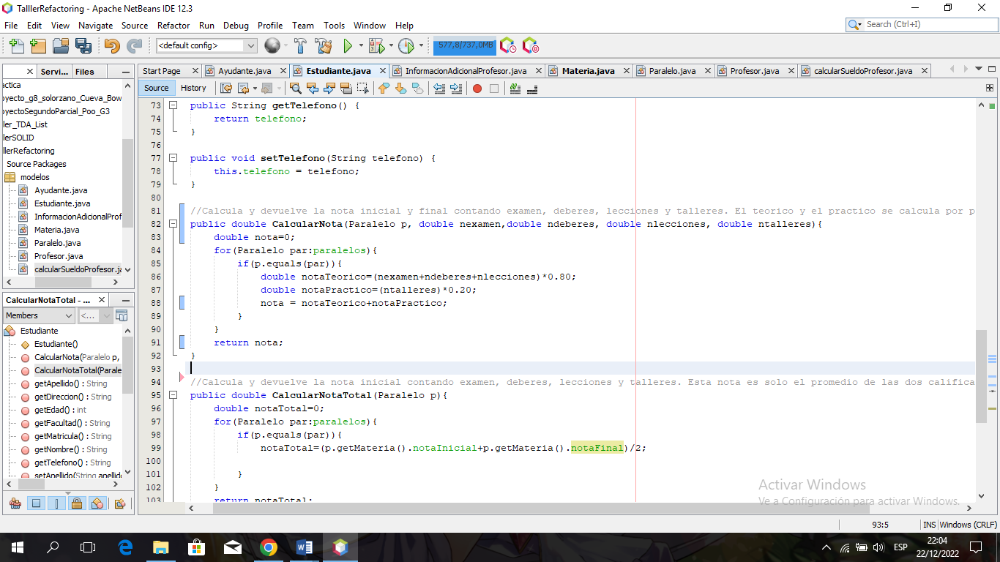 TalllerRefactoring - Apache NetBeans IDE 12.3
File Edit View Navigate Source Refactor Run Debug Profile Team Tools Window Help
Search (Ctrl+I)
<default config>
577,8/737,0MB
Servi... Files
Start Page Ayudante.java Estudiante.java InformacionAdicionalProfesor.java Materia.java Paralelo.java Profesor.java calcularSueldoProfesor.java
Source History
actica
oyecto_g8_solorzano_Cueva_Bow
oyectoSegundoParcial_Poo_G3
ller_TDA_List
llerSOLID
llerRefactoring
Source Packages
modelos
Ayudante.java
Estudiante.java
InformacionAdicionalProf
Materia.java
Paralelo.java
Profesor.java
calcularSueldoProfesor.ja
CalcularNotaTotal - ...
Members
<...
Estudiante
Estudiante()
CalcularNota(Paralelo p,
CalcularNotaTotal(Parale
getApellido() : String
getDireccion() : String
getEdad() : int
getFacultad() : String
getMatricula() : String
getNombre() : String
getTelefono() : String
setApellido(String apellid
73 public String getTelefono() {
74 return telefono;
75 }
76
77 public void setTelefono(String telefono) {
78 this.telefono = telefono;
79 }
80
81 //Calcula y devuelve la nota inicial y final contando examen, deberes, lecciones y talleres. El teorico y el practico se calcula por p
82 public double CalcularNota(Paralelo p, double nexamen,double ndeberes, double nlecciones, double ntalleres){
83 double nota=0;
84 for(Paralelo par:paralelos){
85 if(p.equals(par)){
86 double notaTeorico=(nexamen+ndeberes+nlecciones)*0.80;
87 double notaPractico=(ntalleres)*0.20;
88 nota = notaTeorico+notaPractico;
89 }
90 }
91 return nota;
92 }
93
94 //Calcula y devuelve la nota inicial contando examen, deberes, lecciones y talleres. Esta nota es solo el promedio de las dos califica
95 public double CalcularNotaTotal(Paralelo p){
96 double notaTotal=0;
97 for(Paralelo par:paralelos){
98 if(p.equals(par)){
99 notaTotal=(p.getMateria().notaInicial+p.getMateria().notaFinal)/2;
100
101 }
102 }
103 return notaTotal;
Activar Windows
Ve a Configuración para activar Windows.
93:5 INS Windows (CRLF)
ESP
22:04
22/12/2022